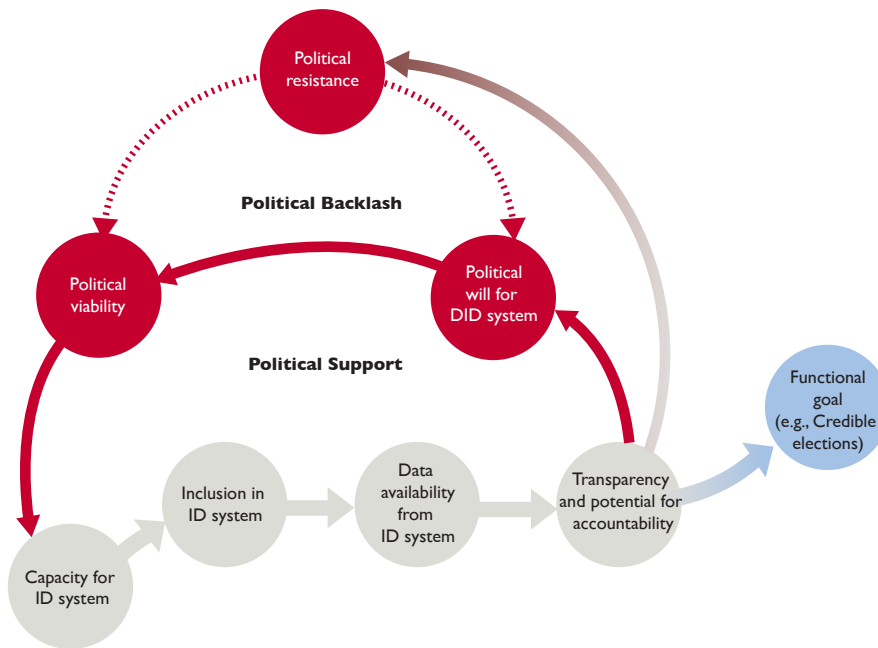 Political
resistance
Political Backlash
Political
viability
Political
will for
DID system
Political Support
Functional
goal
(e.g., Credible
elections)
Inclusion in
ID system
Data
availability
from
ID system
Transparency
and potential for
accountability
Capacity for
ID system